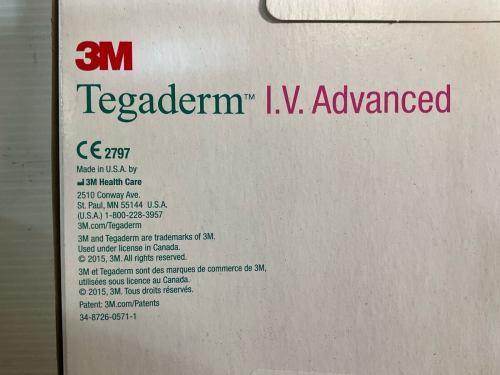 3M
Tegaderm™ I.V. Advanced
CE 2797
Made in U.S.A. by
3M Health Care
2510 Conway Ave.
St. Paul, MN 55144 U.S.A.
(U.S.A.) 1-800-228-3957
3M.com/Tegaderm
3M and Tegaderm are trademarks of 3M.
Used under license in Canada.
© 2015, 3M. All rights reserved.
3M et Tegaderm sont des marques de commerce de 3M,
utilisées sous licence au Canada.
© 2015, 3M. Tous droits réservés.
Patent: 3M.com/Patents
34-8726-0571-1